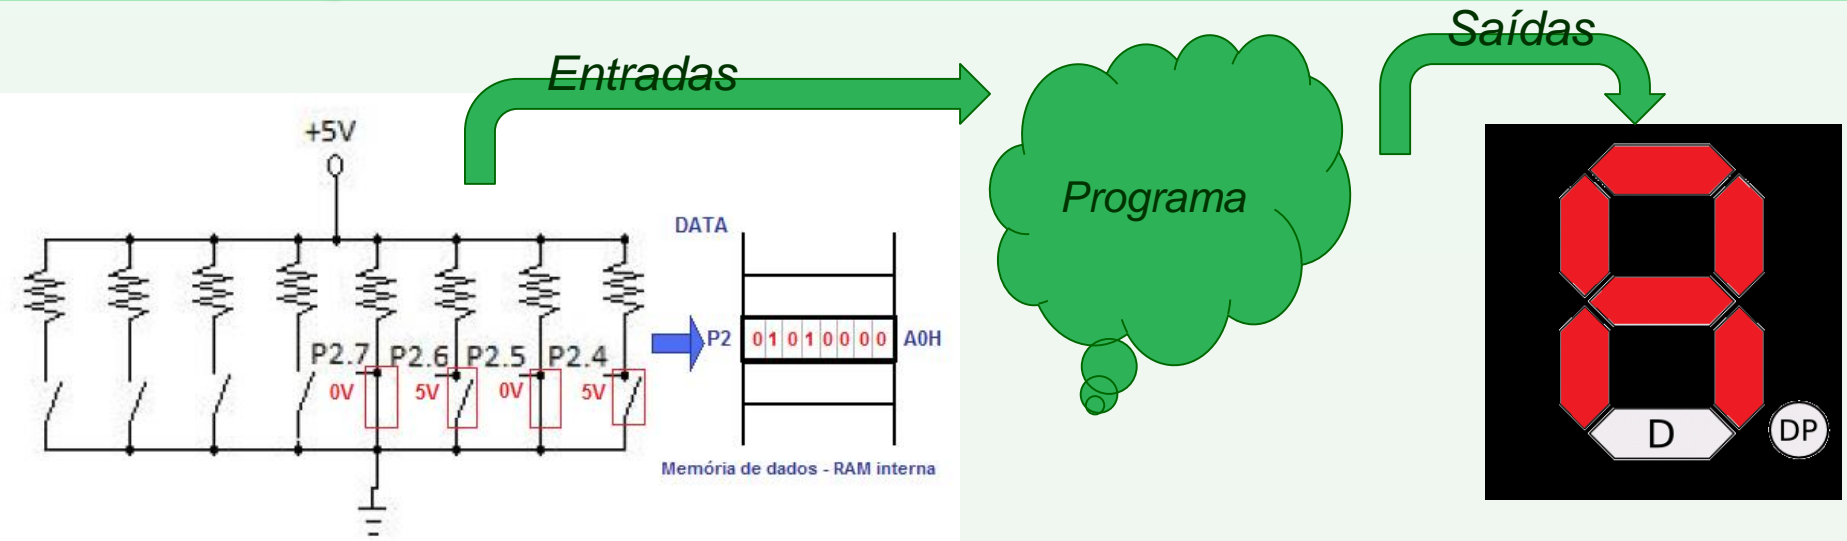 Entradas
Saídas
+5V
Programa
DATA
P2.7
P2.6
P2.5
P2.4
0V
5V
0V
5V
P2
0 1 0 1 0 0 0 0
A0H
Memória de dados - RAM interna
D
DP